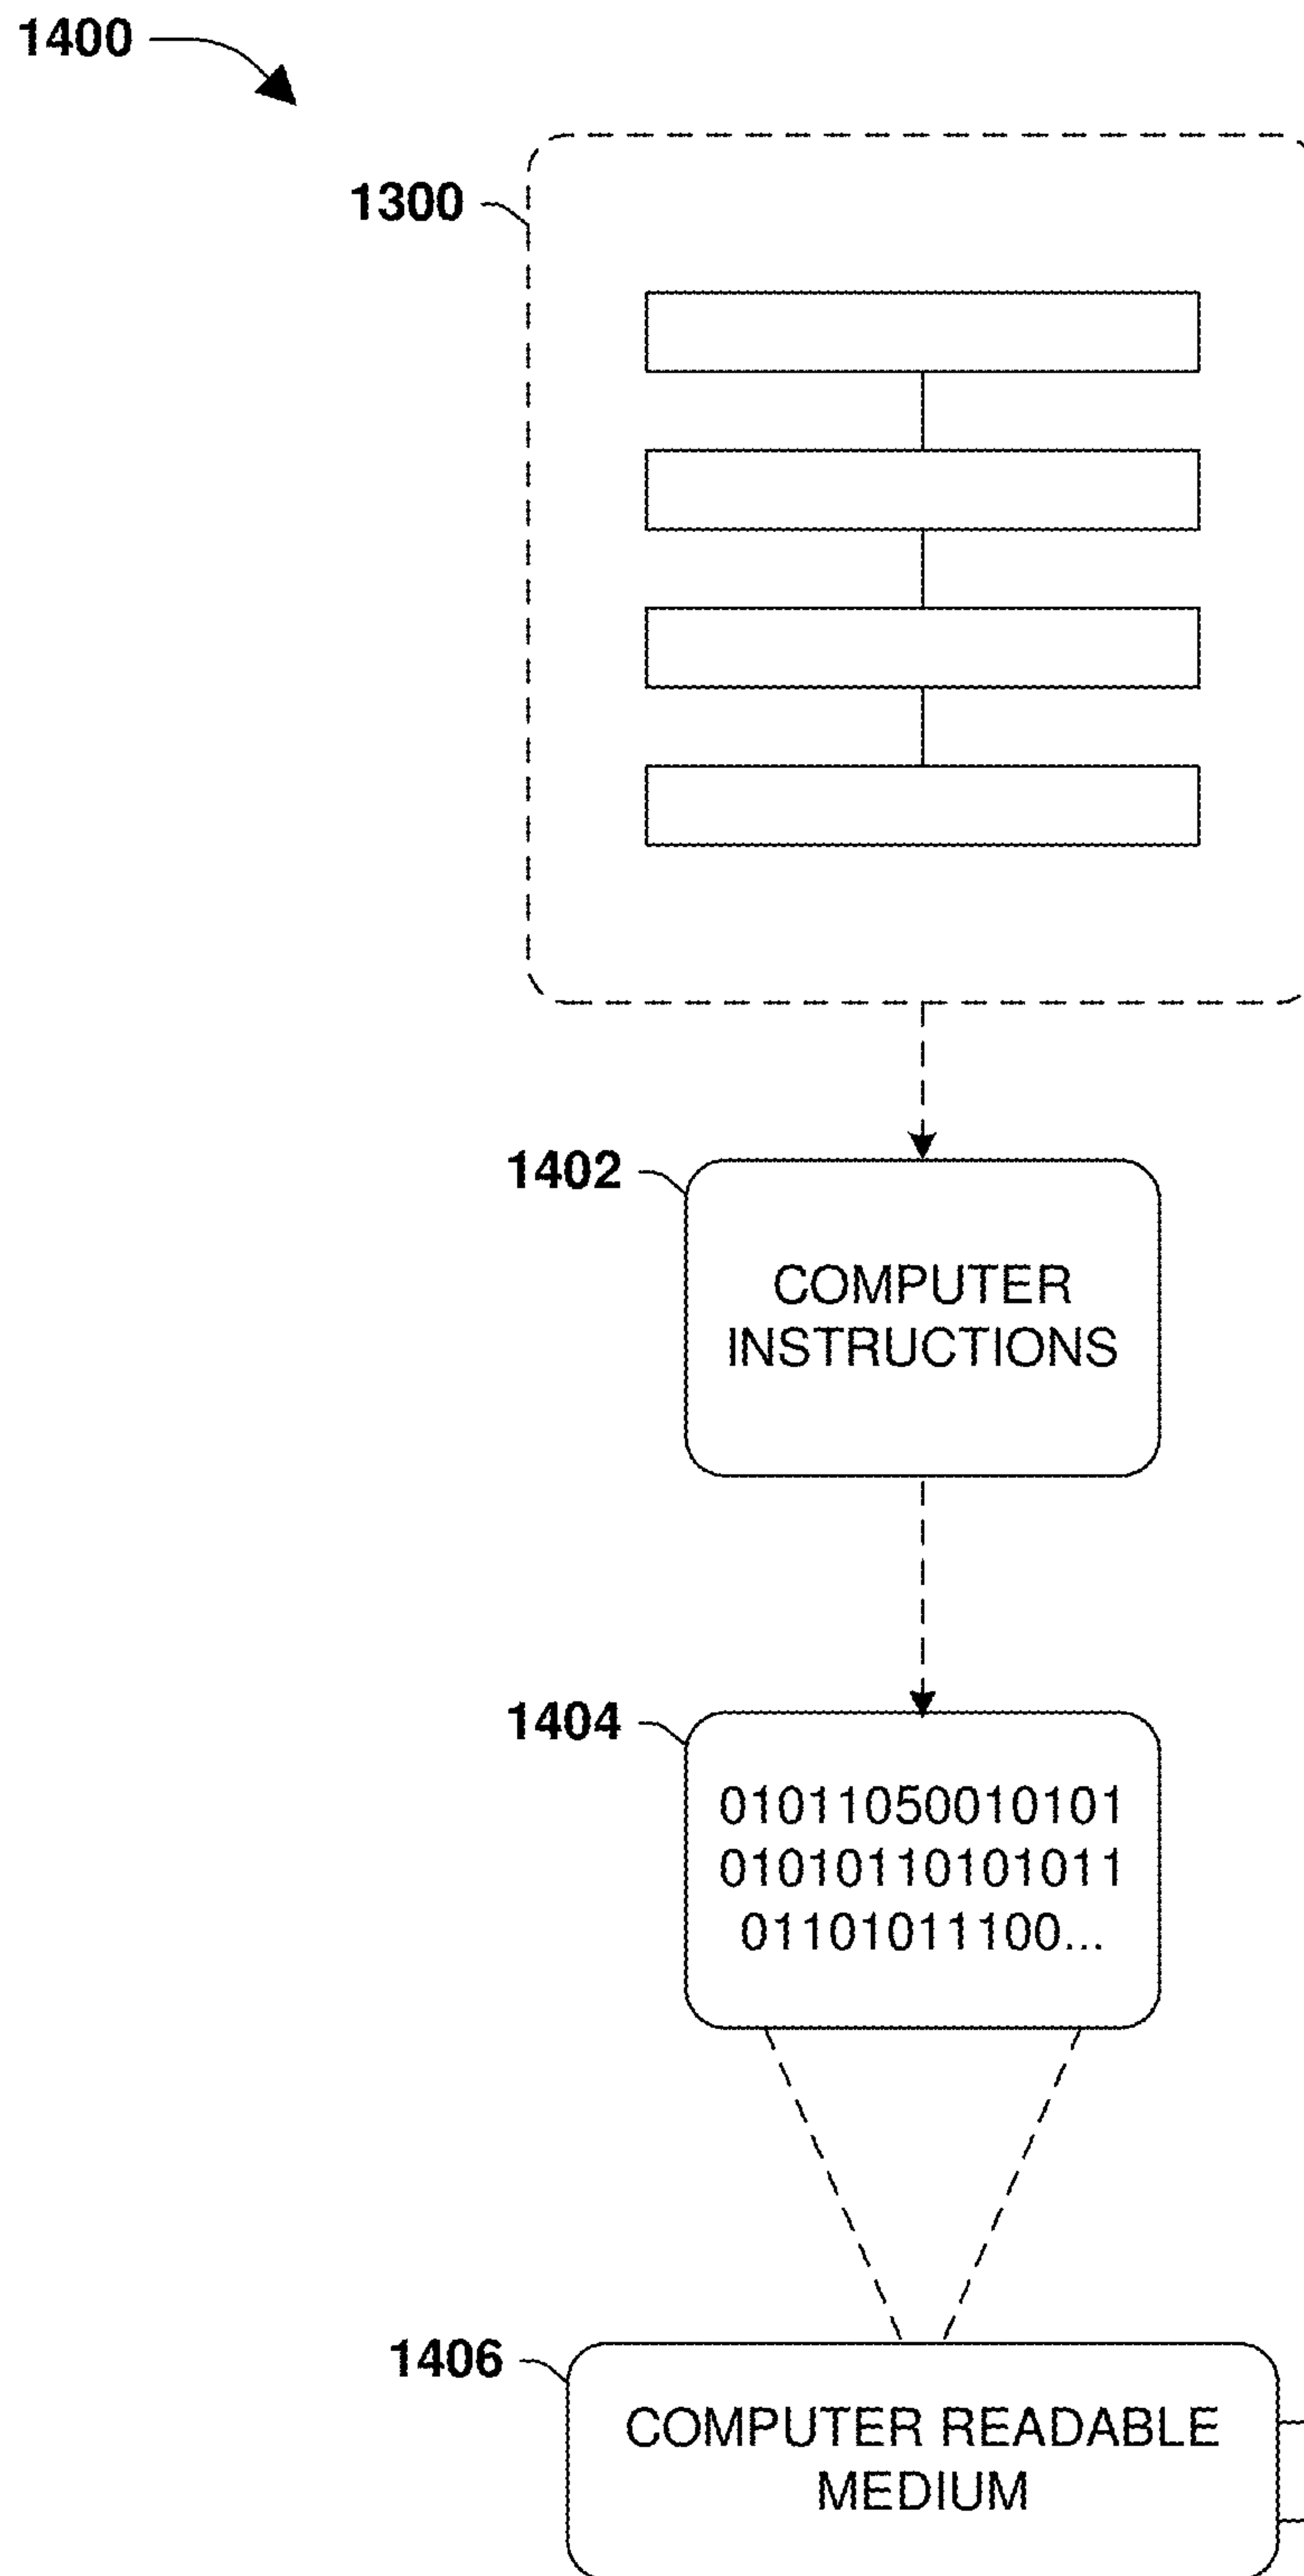 1400
1300
1402
COMPUTER
INSTRUCTIONS
1404
01011050010101
01010110101011
01101011100...
1406
COMPUTER READABLE
MEDIUM